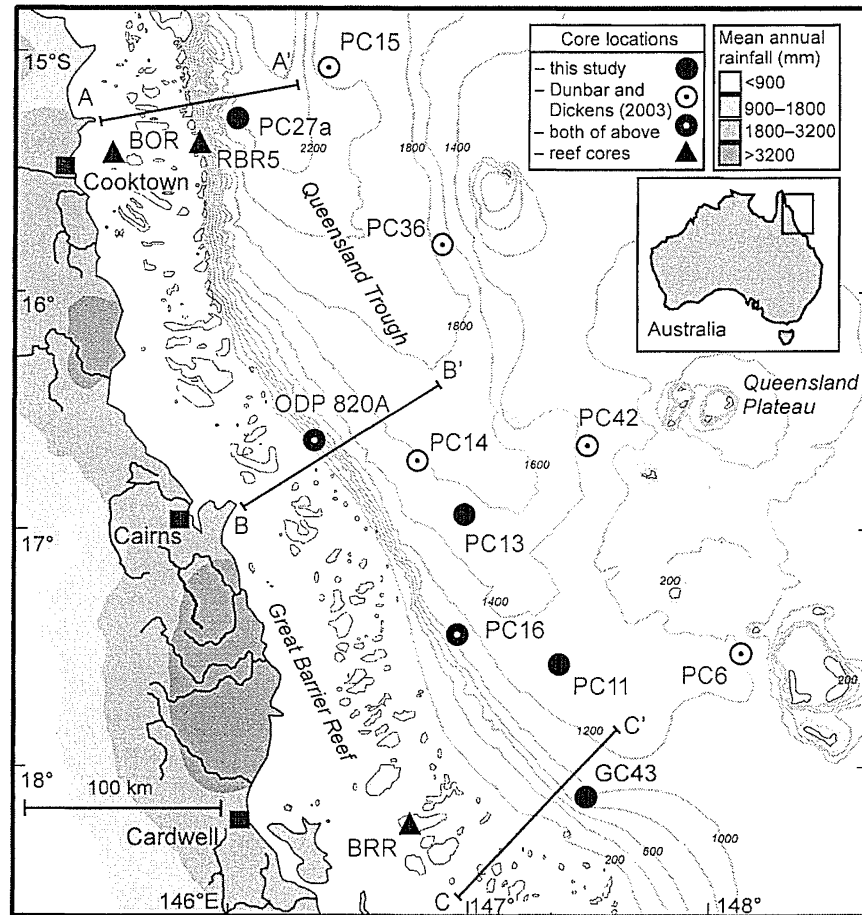 15°S
A
A'
PC15
Core locations
– this study
– Dunbar and
Dickens (2003)
– both of above
– reef cores
Mean annual
rainfall (mm)
<900
900–1800
1800–3200
>3200
PC27a
BOR
RBR5
Cooktown
2200
1800
1400
Queensland Trough
PC36
Australia
16°
1800
B'
ODP 820A
Queensland
Plateau
PC42
PC14
1600
B
Cairns
PC13
17°
200
1400
Great Barrier Reef
PC16
PC11
PC6
200
1200
C'
18°
GC43
100 km
1000
Cardwell
BRR
200
600
C
146°E
147°
148°